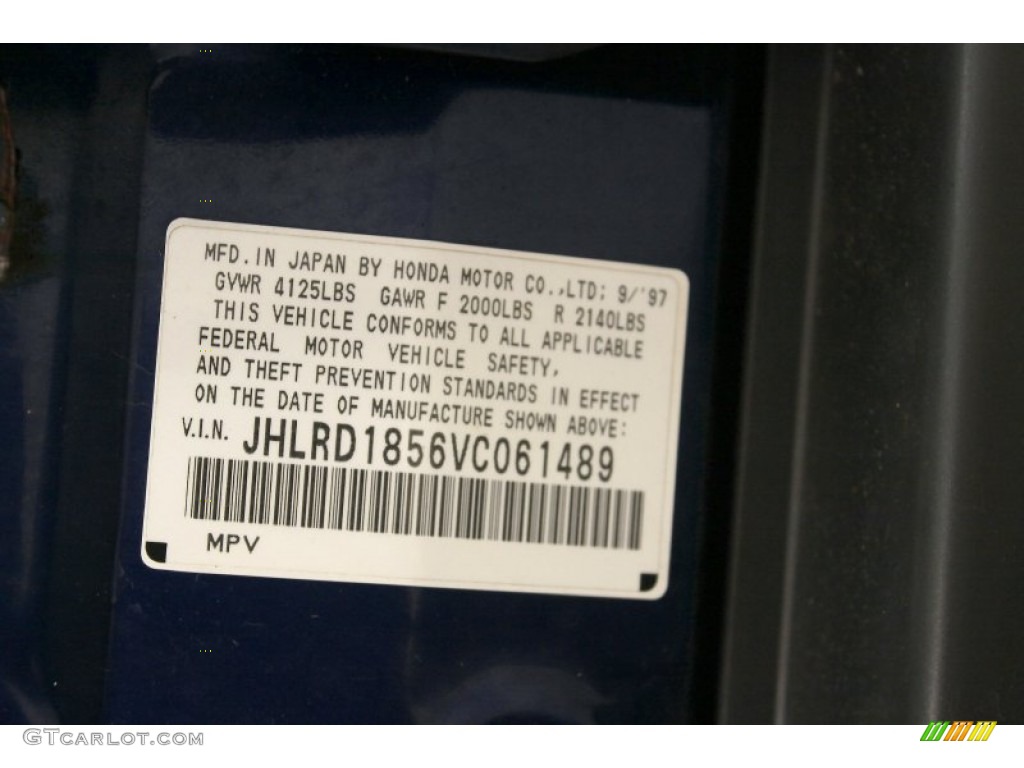 MFD. IN JAPAN BY HONDA MOTOR CO.,LTD; 9/'97
GVWR 4125LBS GAWR F 2000LBS R 2140LBS
THIS VEHICLE CONFORMS TO ALL APPLICABLE
FEDERAL MOTOR VEHICLE SAFETY,
AND THEFT PREVENTION STANDARDS IN EFFECT
ON THE DATE OF MANUFACTURE SHOWN ABOVE:
V.I.N. JHLRD1856VC061489
MPV
GTCarlot.com